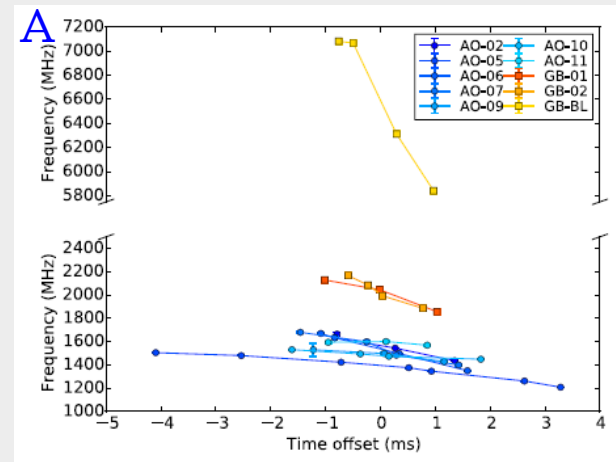 A
7200
7000
6800
6600
6400
6200
6000
5800
Frequency (MHz)
AO-02
AO-05
AO-06
AO-07
AO-09
AO-10
AO-11
GB-01
GB-02
GB-BL
2400
2200
2000
1800
1600
1400
1200
1000
Frequency (MHz)
−5 −4 −3 −2 −1 0 1 2 3 4
Time offset (ms)